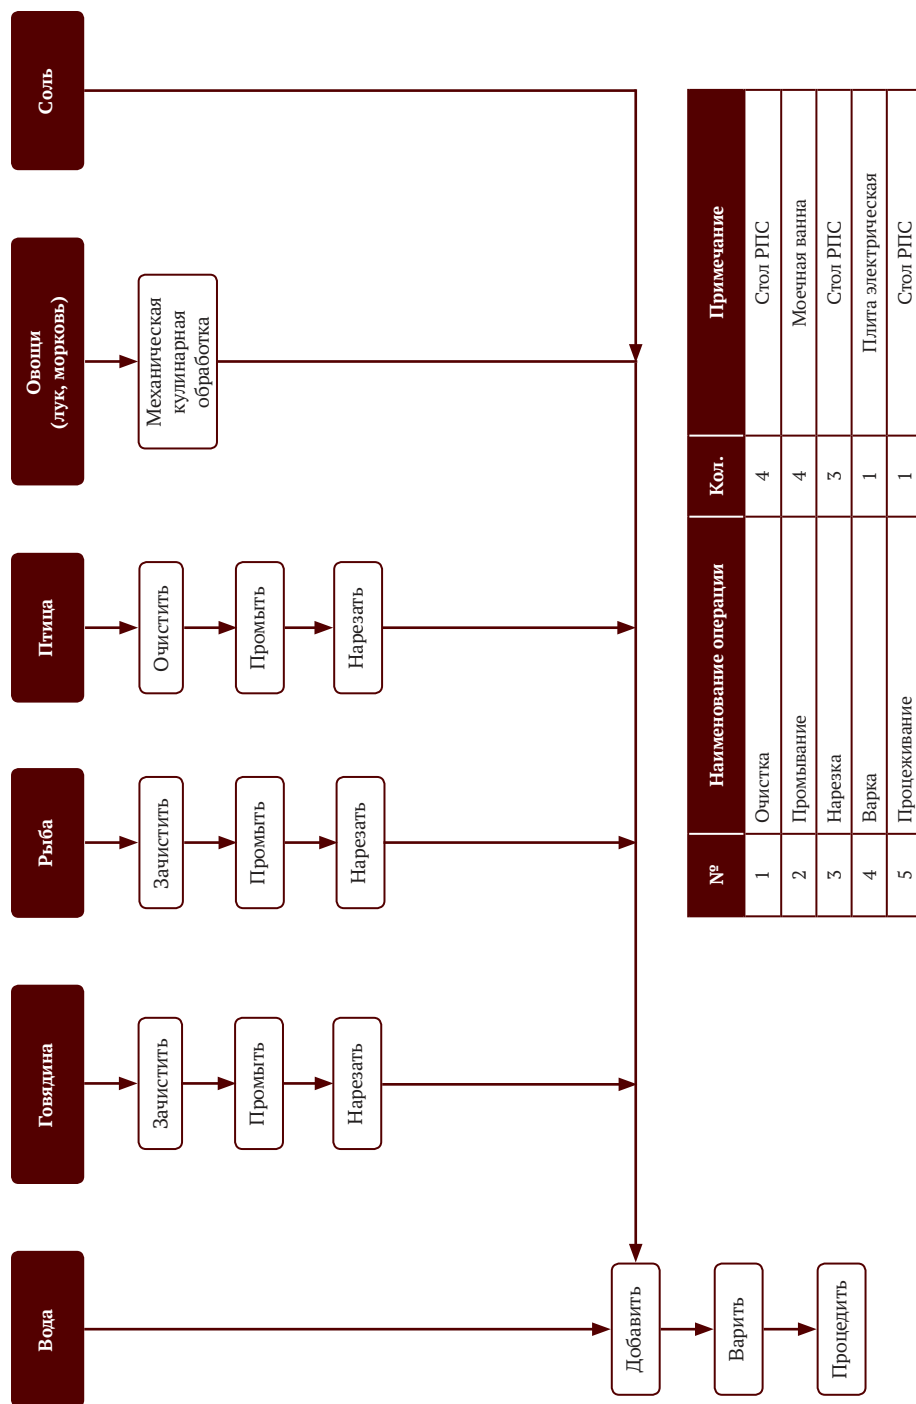 Вода
Говядина
Рыба
Птица
Овощи
(лук, морковь)
Соль
Зачистить
Зачистить
Очистить
Механическая
кулинарная
обработка
Промыть
Промыть
Промыть
Нарезать
Нарезать
Нарезать
Добавить
Варить
Процедить
№ Наименование операции Кол. Примечание
1 Очистка 4 Стол РПС
2 Промывание 4 Моечная ванна
3 Нарезка 3 Стол РПС
4 Варка 1 Плита электрическая
5 Процеживание 1 Стол РПС